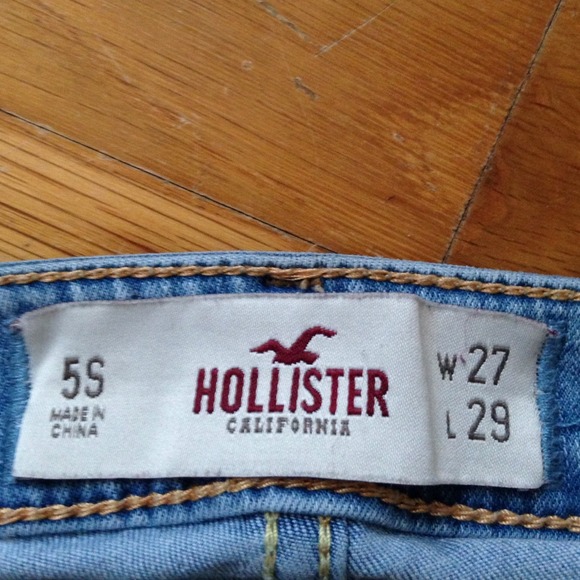 5S
MADE IN
CHINA
HOLLISTER
CALIFORNIA
W 27
L 29